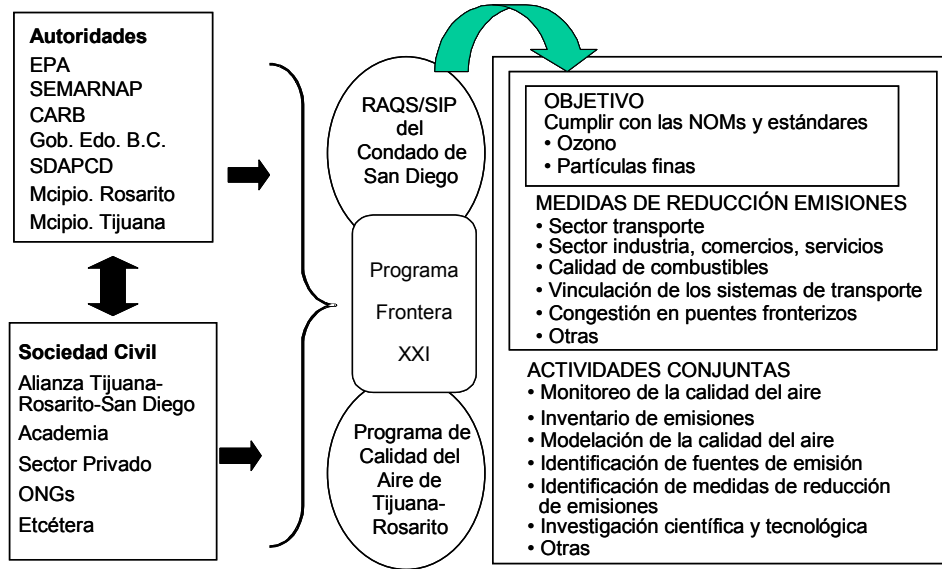 Autoridades
EPA
SEMARNAP
CARB
Gob. Edo. B.C.
SDAPCD
Mcipio. Rosarito
Mcipio. Tijuana
Sociedad Civil
Alianza Tijuana-
Rosarito-San Diego
Academia
Sector Privado
ONGs
Etcétera
RAQS/SIP
del
Condado de
San Diego
Programa
Frontera
XXI
Programa de
Calidad del
Aire de
Tijuana-
Rosarito
OBJETIVO
Cumplir con las NOMs y estándares
• Ozono
• Partículas finas
MEDIDAS DE REDUCCIÓN EMISIONES
• Sector transporte
• Sector industria, comercios, servicios
• Calidad de combustibles
• Vinculación de los sistemas de transporte
• Congestión en puentes fronterizos
• Otras
ACTIVIDADES CONJUNTAS
• Monitoreo de la calidad del aire
• Inventario de emisiones
• Modelación de la calidad del aire
• Identificación de fuentes de emisión
• Identificación de medidas de reducción
de emisiones
• Investigación científica y tecnológica
• Otras